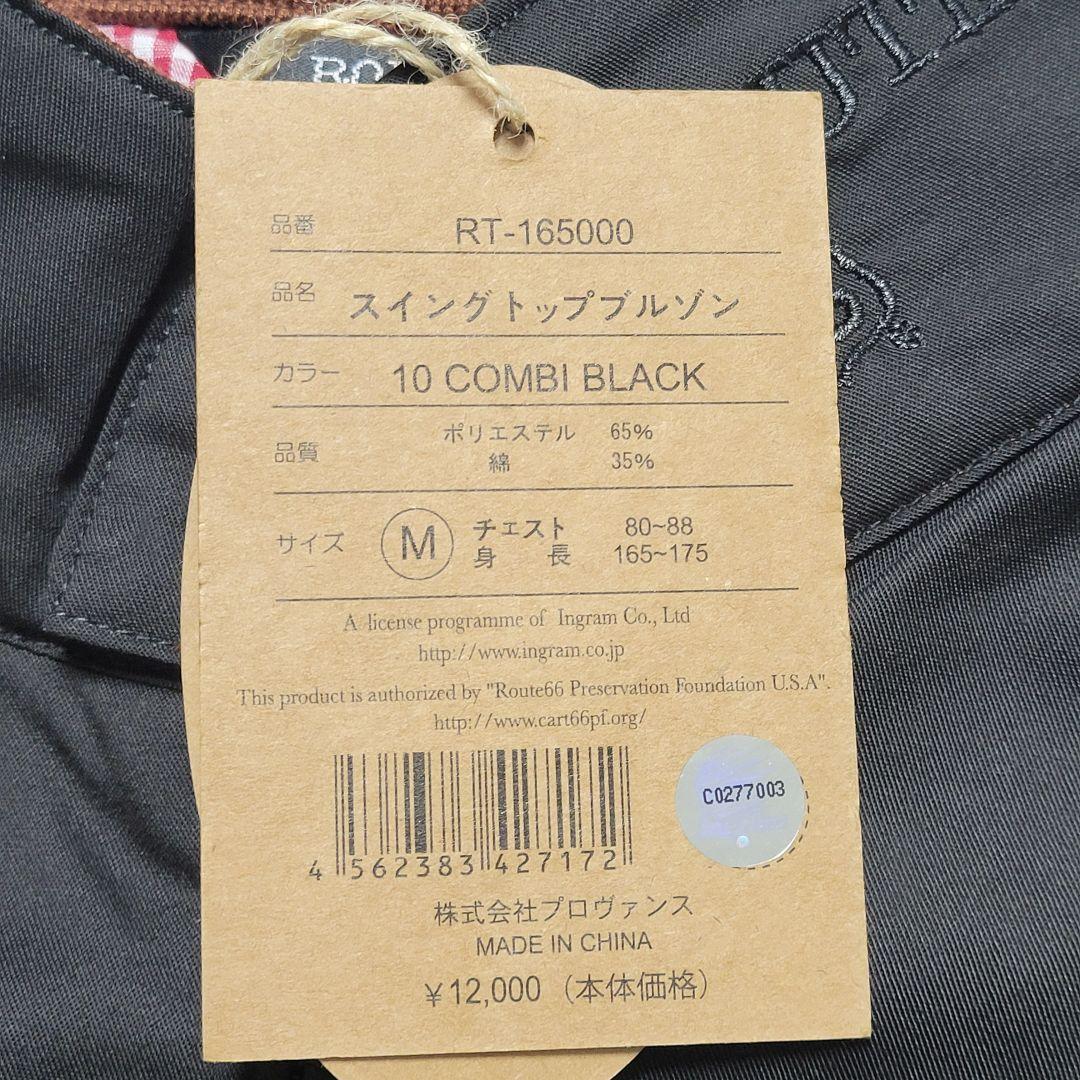 品番 RT-165000
品名 スイングトップブルゾン
カラー 10 COMBI BLACK
品質 ポリエステル 65%
綿 35%
サイズ M チェスト 80~88
身長 165~175
A license programme of Ingram Co., Ltd
http://www.ingram.co.jp
This product is authorized by "Route66 Preservation Foundation U.S.A".
http://www.cart66pf.org/
C0277003
4 562383 427172
株式会社プロヴァンス
MADE IN CHINA
¥12,000（本体価格）